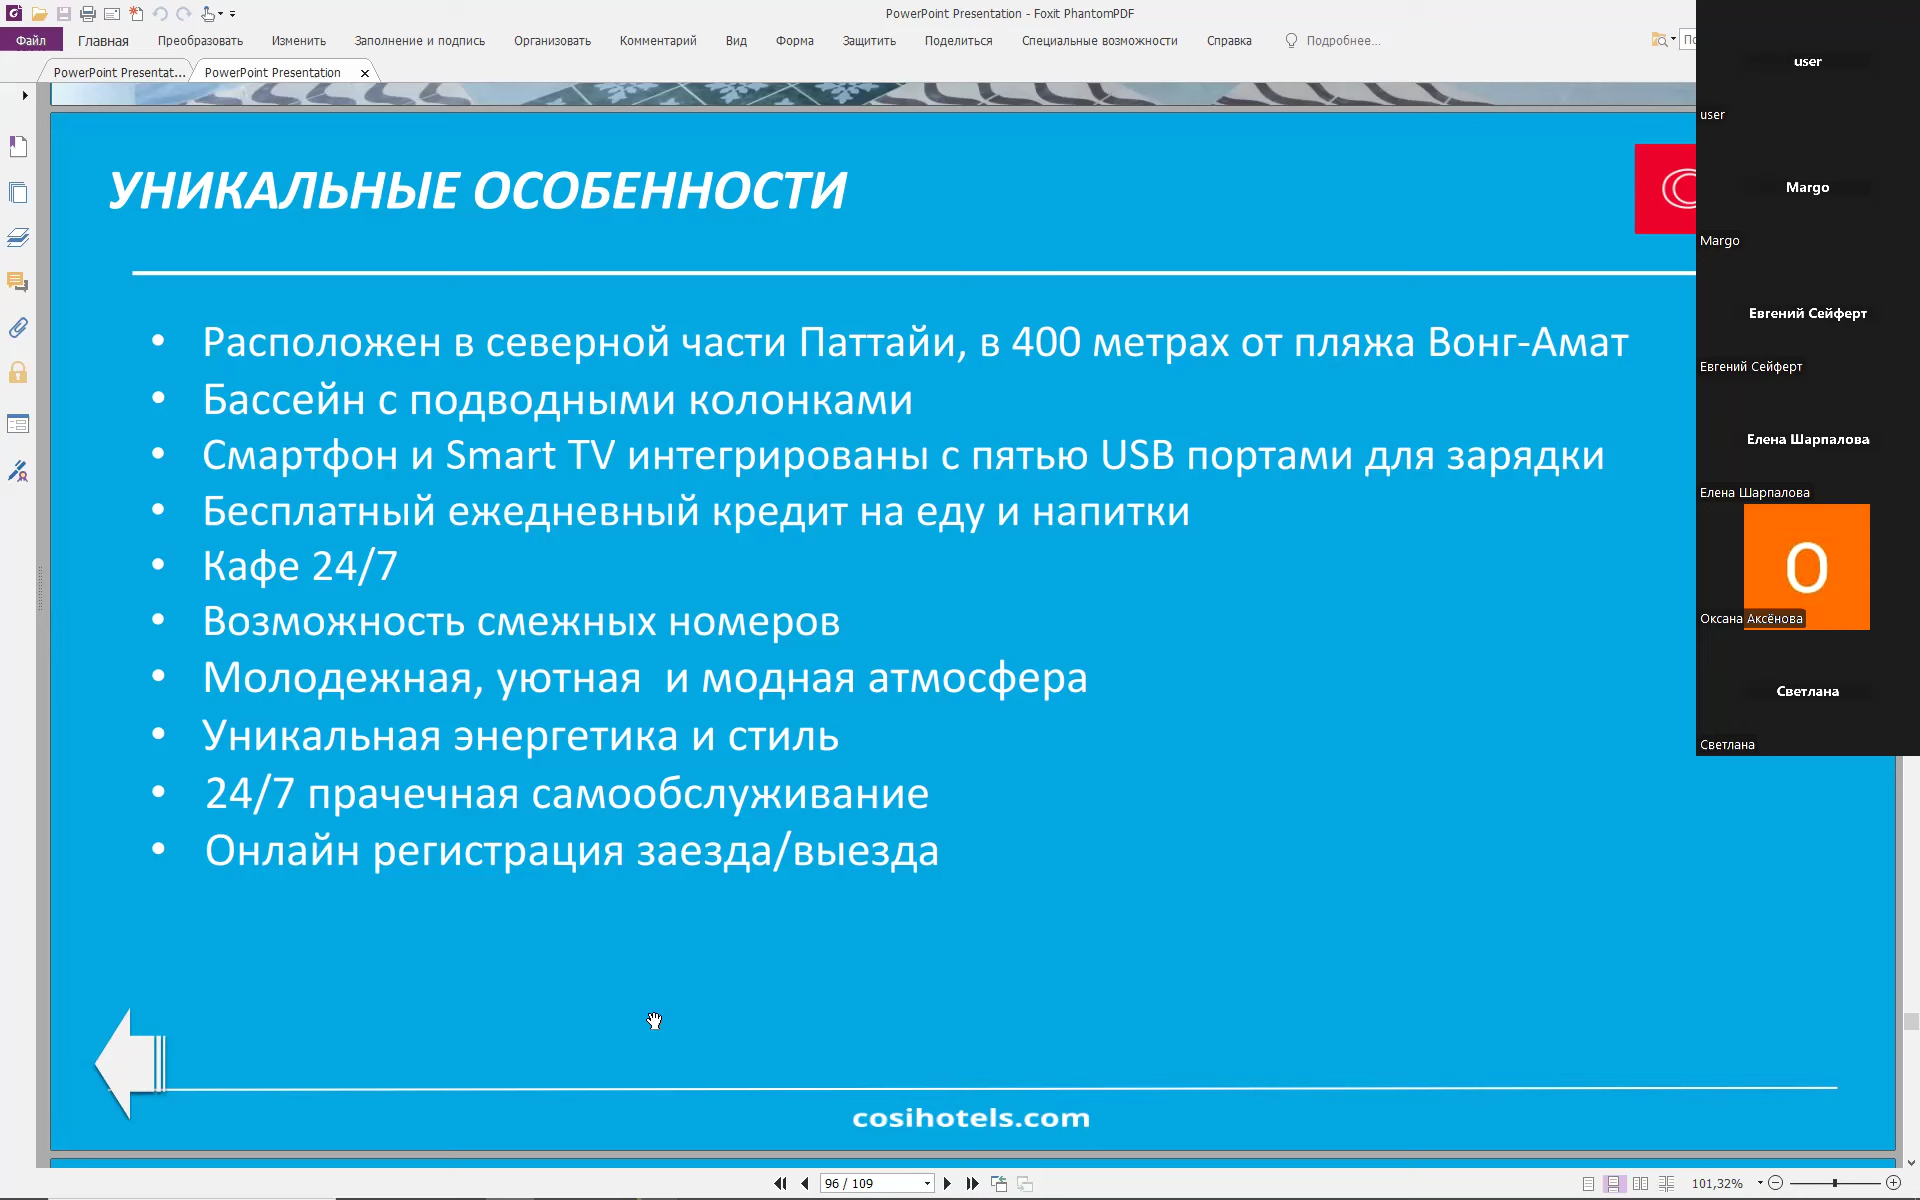 PowerPoint Presentation - Foxit PhantomPDF
Файл Главная Преобразовать Изменить Заполнение и подпись Организовать Комментарий Вид Форма Защитить Поделиться Специальные возможности Справка Подробнее...
PowerPoint Presentat... PowerPoint Presentation
УНИКАЛЬНЫЕ ОСОБЕННОСТИ
• Расположен в северной части Паттайи, в 400 метрах от пляжа Вонг-Амат
• Бассейн с подводными колонками
• Смартфон и Smart TV интегрированы с пятью USB портами для зарядки
• Бесплатный ежедневный кредит на еду и напитки
• Кафе 24/7
• Возможность смежных номеров
• Молодежная, уютная и модная атмосфера
• Уникальная энергетика и стиль
• 24/7 прачечная самообслуживание
• Онлайн регистрация заезда/выезда
cosihotels.com
96 / 109
101,32%
user
user
Margo
Margo
Евгений Сейферт
Евгений Сейферт
Елена Шарпалова
Елена Шарпалова
О
Оксана Аксёнова
Светлана
Светлана